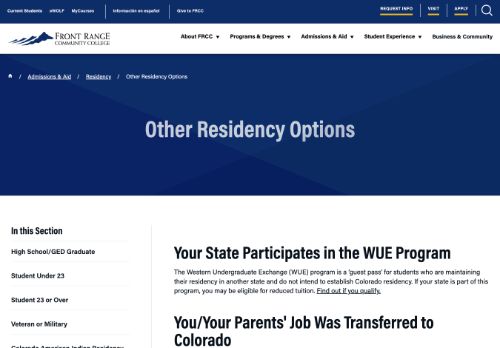 Current Students eWOLF MyCourses Información en español Give to FRCC REQUEST INFO VISIT APPLY
FRONT RANGE
COMMUNITY COLLEGE
About FRCC ▼ Programs & Degrees ▼ Admissions & Aid ▼ Student Experience ▼ Business & Community
/ Admissions & Aid / Residency / Other Residency Options
Other Residency Options
In this Section
High School/GED Graduate
Student Under 23
Student 23 or Over
Veteran or Military
Colorado American Indian Residency
Your State Participates in the WUE Program
The Western Undergraduate Exchange (WUE) program is a 'guest pass' for students who are maintaining
their residency in another state and do not intend to establish Colorado residency. If your state is part of this
program, you may be eligible for reduced tuition. Find out if you qualify.
You/Your Parents' Job Was Transferred to
Colorado